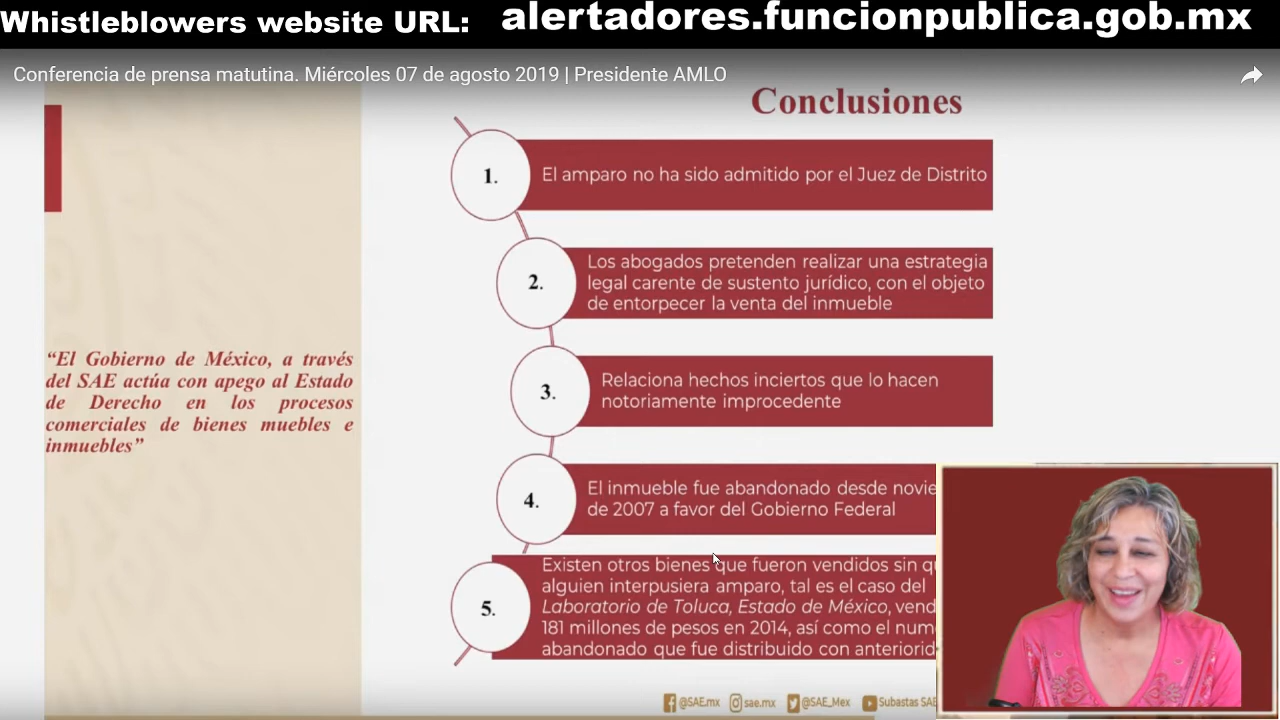 Whistleblowers website URL: alertadores.funcionpublica.gob.mx
Conferencia de prensa matutina. Miércoles 07 de agosto 2019 | Presidente AMLO
Conclusiones
1. El amparo no ha sido admitido por el Juez de Distrito
2. Los abogados pretenden realizar una estrategia
legal carente de sustento jurídico, con el objeto
de entorpecer la venta del inmueble
3. Relaciona hechos inciertos que lo hacen
notoriamente improcedente
4. El inmueble fue abandonado desde novie
de 2007 a favor del Gobierno Federal
5. Existen otros bienes que fueron vendidos sin qu
alguien interpusiera amparo, tal es el caso del
Laboratorio de Toluca, Estado de México, vend
181 millones de pesos en 2014, así como el num
abandonado que fue distribuido con anteriorid
“El Gobierno de México, a través
del SAE actúa con apego al Estado
de Derecho en los procesos
comerciales de bienes muebles e
inmuebles”
@SAE.mx sae.mx @SAE_Mex Subastas SAE